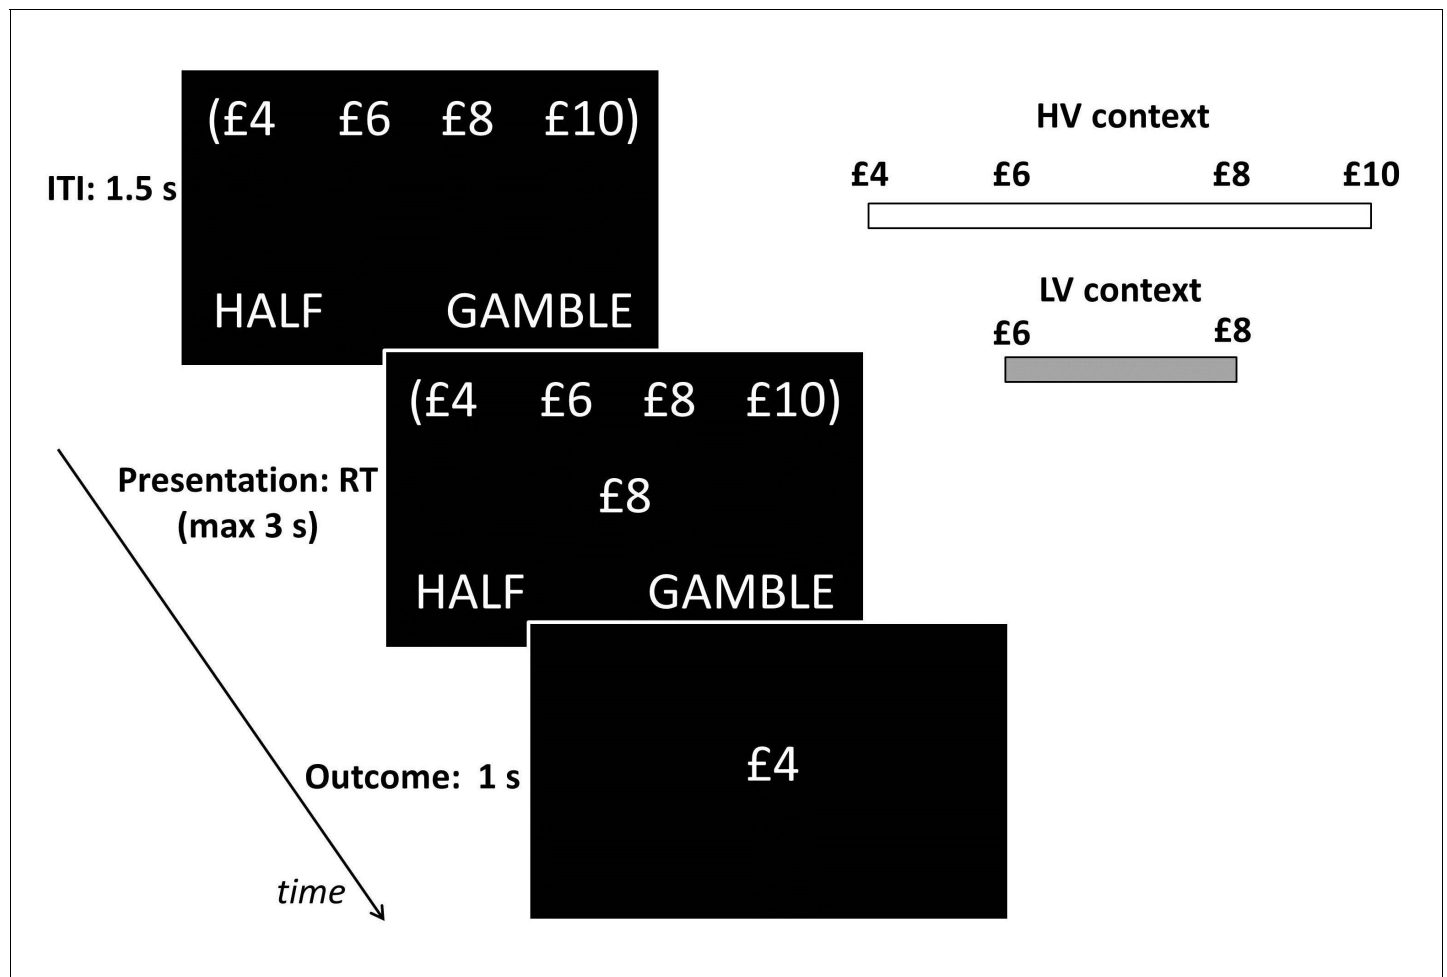 (£4 £6 £8 £10)
ITI: 1.5 s
HALF GAMBLE
(£4 £6 £8 £10)
Presentation: RT
(max 3 s)
£8
HALF GAMBLE
Outcome: 1 s
£4
time
HV context
£4 £6 £8 £10
LV context
£6 £8